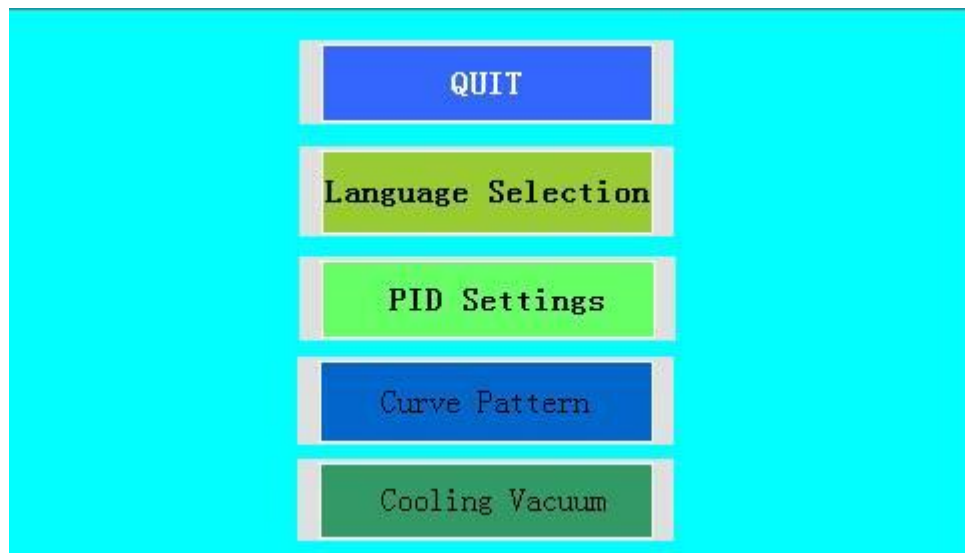 QUIT
Language Selection
PID Settings
Curve Pattern
Cooling Vacuum